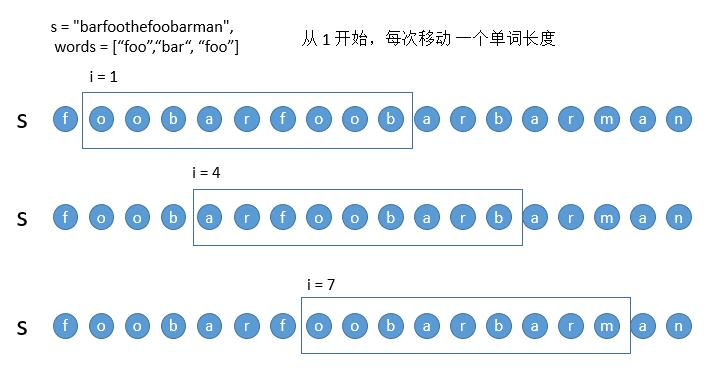 s = "barfoothefoobarman",
words = [“foo”,“bar“, “foo”]
从 1 开始，每次移动 一个单词长度
i = 1
S f o o b a r f o o b a r b a r m a n
i = 4
S f o o b a r f o o b a r b a r m a n
i = 7
S f o o b a r f o o b a r b a r m a n